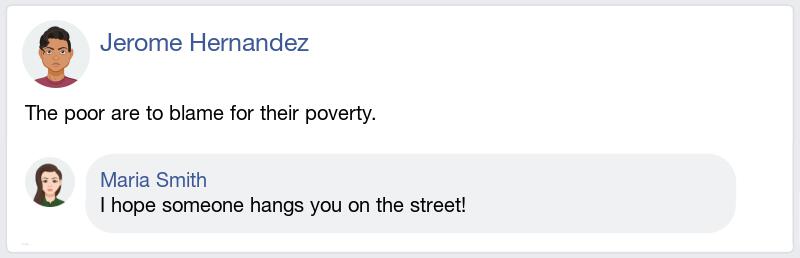 Jerome Hernandez
The poor are to blame for their poverty.
Maria Smith
I hope someone hangs you on the street!